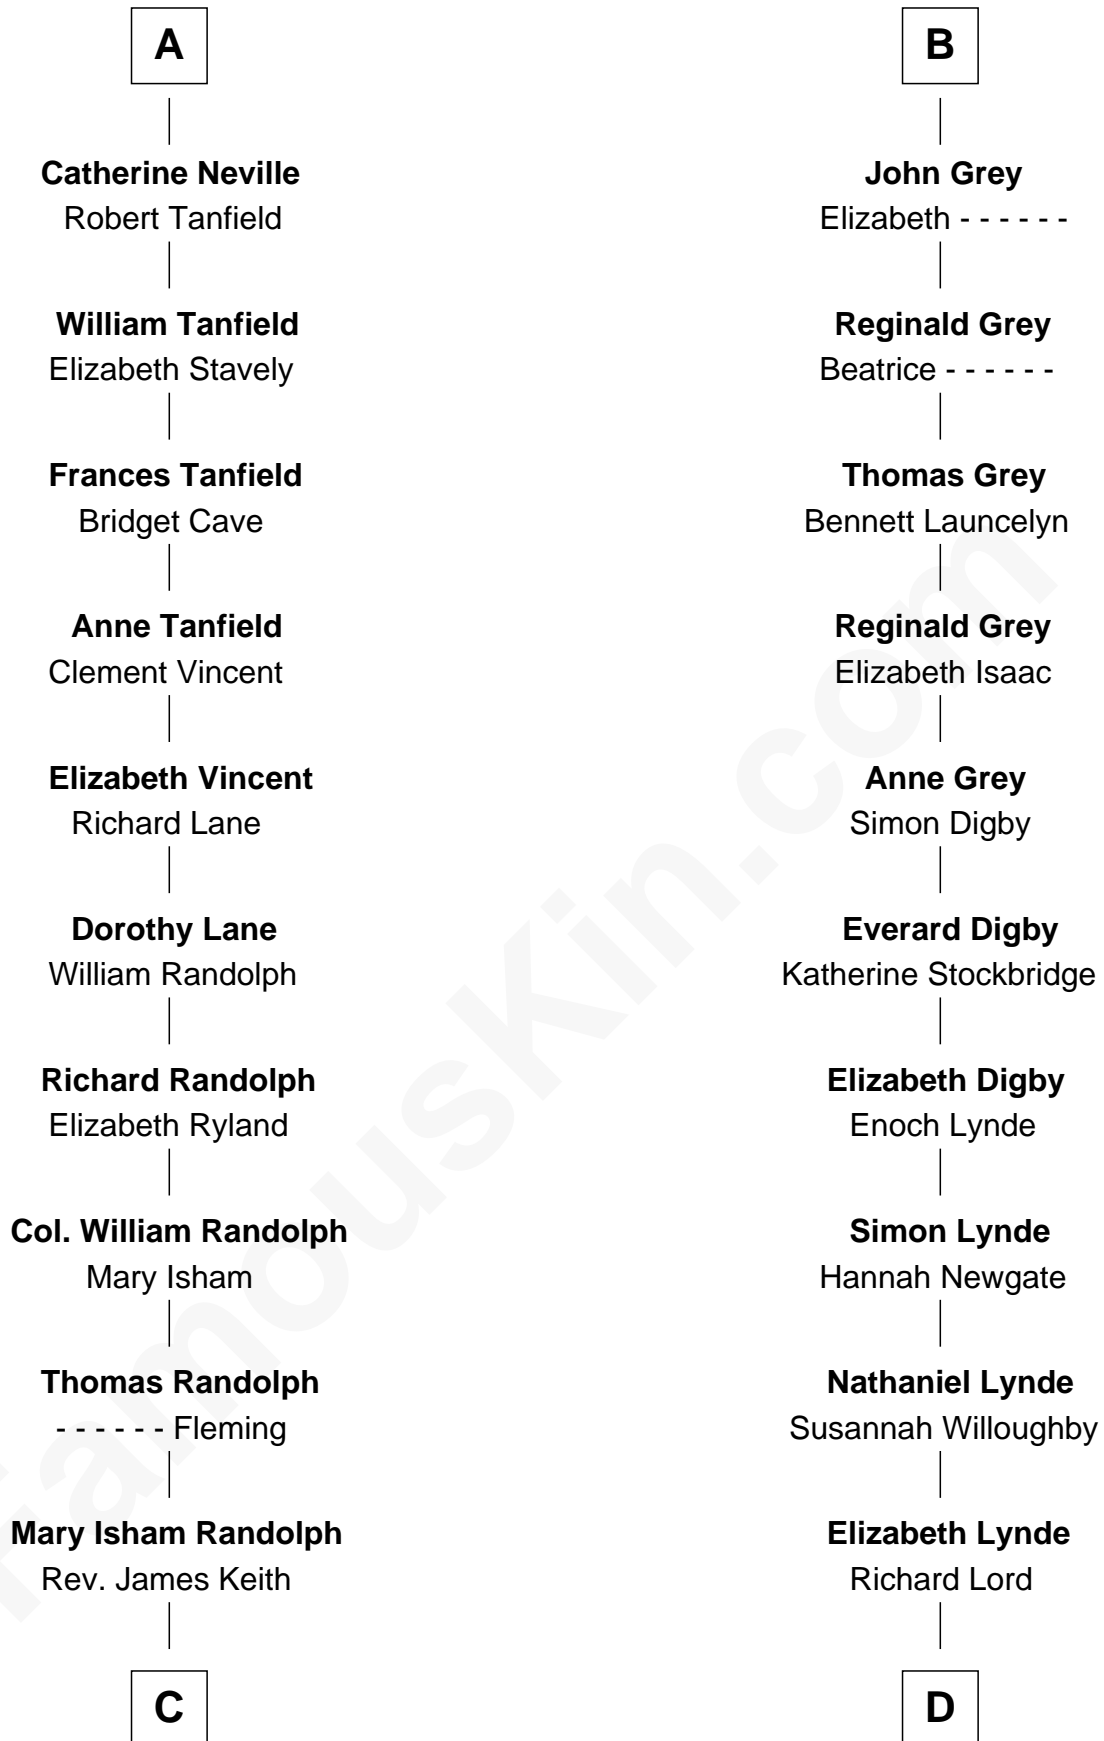 A
Catherine Neville
Robert Tanfield
William Tanfield
Elizabeth Stavely
Frances Tanfield
Bridget Cave
Anne Tanfield
Clement Vincent
Elizabeth Vincent
Richard Lane
Dorothy Lane
William Randolph
Richard Randolph
Elizabeth Ryland
Col. William Randolph
Mary Isham
Thomas Randolph
- - - - - - Fleming
Mary Isham Randolph
Rev. James Keith
C
B
John Grey
Elizabeth - - - - - -
Reginald Grey
Beatrice - - - - - -
Thomas Grey
Bennett Launcelyn
Reginald Grey
Elizabeth Isaac
Anne Grey
Simon Digby
Everard Digby
Katherine Stockbridge
Elizabeth Digby
Enoch Lynde
Simon Lynde
Hannah Newgate
Nathaniel Lynde
Susannah Willoughby
Elizabeth Lynde
Richard Lord
D
FamousKin.com